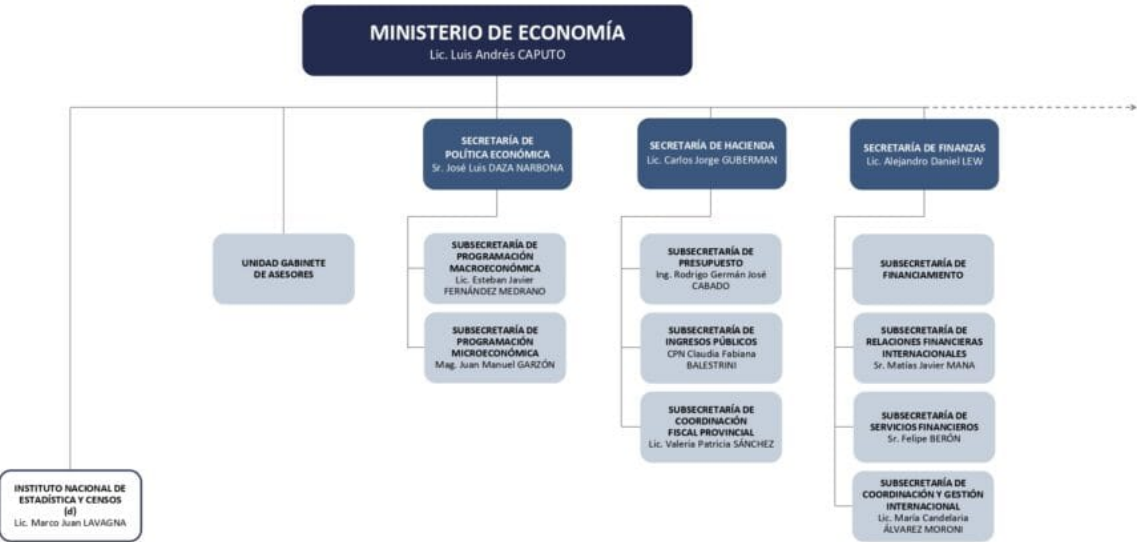 MINISTERIO DE ECONOMÍA
Lic. Luis Andrés CAPUTO
SECRETARÍA DE
POLÍTICA ECONÓMICA
Sr. José Luis DAZA NARBONA
SECRETARÍA DE HACIENDA
Lic. Carlos Jorge GUBERMAN
SECRETARÍA DE FINANZAS
Lic. Alejandro Daniel LEW
UNIDAD GABINETE
DE ASESORES
SUBSECRETARÍA DE
PROGRAMACIÓN
MACROECONÓMICA
Lic. Esteban Javier
FERNÁNDEZ MEDRANO
SUBSECRETARÍA DE
PROGRAMACIÓN
MICROECONÓMICA
Mag. Juan Manuel GARZÓN
SUBSECRETARÍA DE
PRESUPUESTO
Ing. Rodrigo Germán José
CABADO
SUBSECRETARÍA DE
INGRESOS PÚBLICOS
CPN Claudia Fabiana
BALESTRINI
SUBSECRETARÍA DE
COORDINACIÓN
FISCAL PROVINCIAL
Lic. Valeria Patricia SÁNCHEZ
SUBSECRETARÍA DE
FINANCIAMIENTO
SUBSECRETARÍA DE
RELACIONES FINANCIERAS
INTERNACIONALES
Sr. Matías Javier MANA
SUBSECRETARÍA DE
SERVICIOS FINANCIEROS
Sr. Felipe BERÓN
SUBSECRETARÍA DE
COORDINACIÓN Y GESTIÓN
INTERNACIONAL
Lic. María Candelaria
ÁLVAREZ MORONI
INSTITUTO NACIONAL DE
ESTADÍSTICA Y CENSOS
(d)
Lic. Marco Juan LAVAGNA